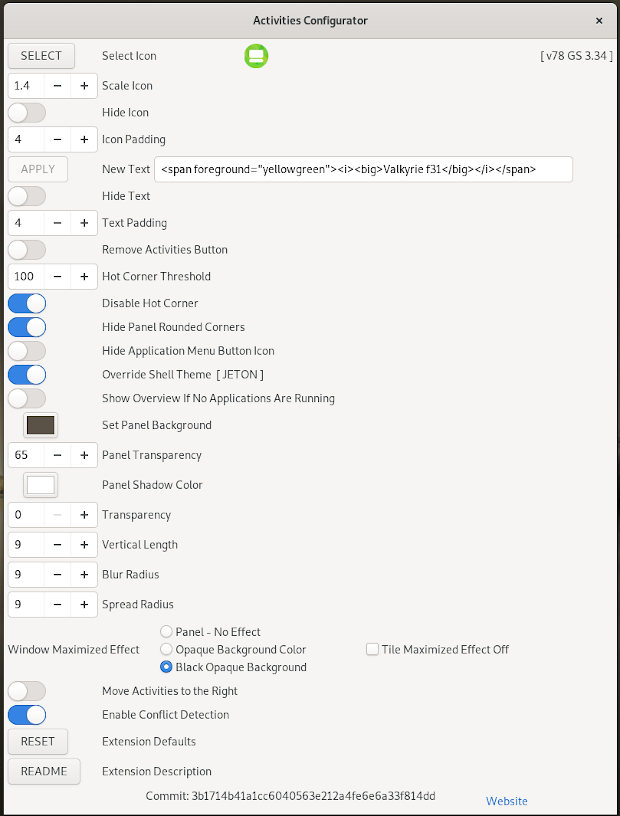 Activities Configurator
×
SELECT Select Icon [ v78 GS 3.34 ]
1.4 − + Scale Icon
Hide Icon
4 − + Icon Padding
APPLY New Text <span foreground="yellowgreen"><i><big>Valkyrie f31</big></i></span>
Hide Text
4 − + Text Padding
Remove Activities Button
100 − + Hot Corner Threshold
Disable Hot Corner
Hide Panel Rounded Corners
Hide Application Menu Button Icon
Override Shell Theme [ JETON ]
Show Overview If No Applications Are Running
Set Panel Background
65 − + Panel Transparency
Panel Shadow Color
0 − + Transparency
9 − + Vertical Length
9 − + Blur Radius
9 − + Spread Radius
Panel - No Effect
Window Maximized Effect Opaque Background Color Tile Maximized Effect Off
Black Opaque Background
Move Activities to the Right
Enable Conflict Detection
RESET Extension Defaults
README Extension Description
Commit: 3b1714b41a1cc6040563e212a4fe6e6a33f814dd
Website